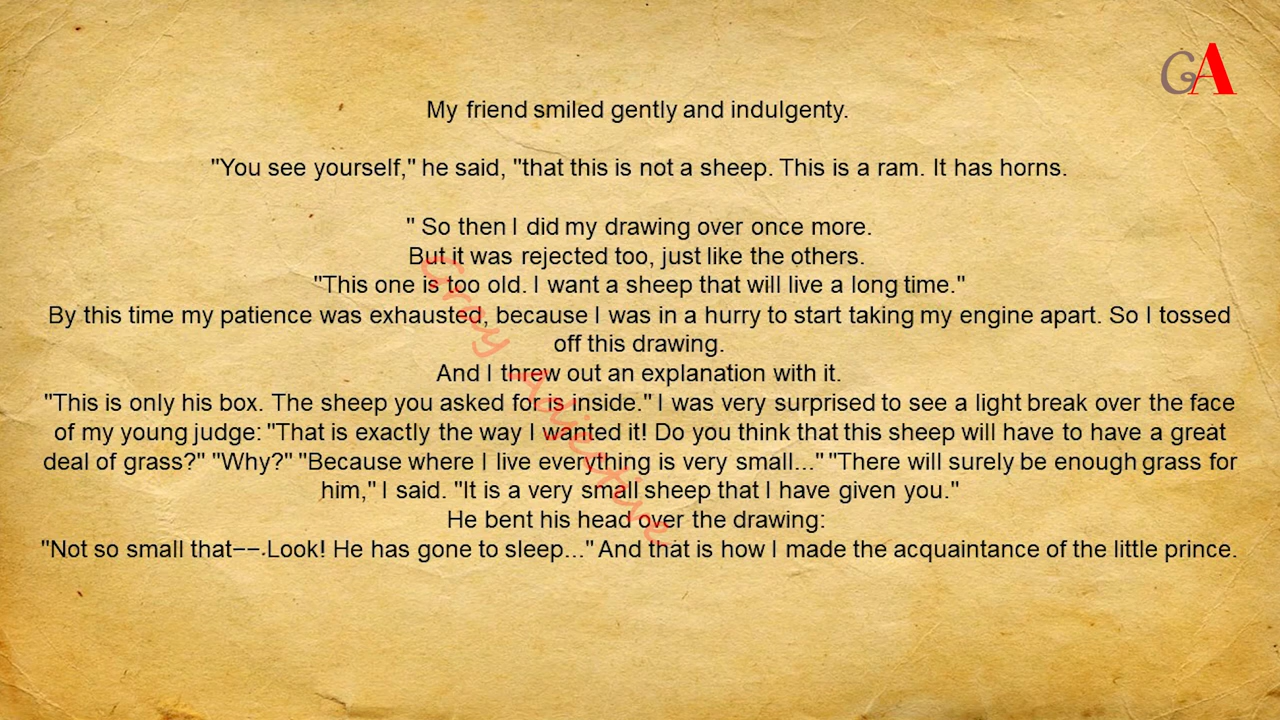 GA
My friend smiled gently and indulgenty.
"You see yourself," he said, "that this is not a sheep. This is a ram. It has horns.
" So then I did my drawing over once more.
But it was rejected too, just like the others.
"This one is too old. I want a sheep that will live a long time."
By this time my patience was exhausted, because I was in a hurry to start taking my engine apart. So I tossed
off this drawing.
And I threw out an explanation with it.
"This is only his box. The sheep you asked for is inside." I was very surprised to see a light break over the face
of my young judge: "That is exactly the way I wanted it! Do you think that this sheep will have to have a great
deal of grass?" "Why?" "Because where I live everything is very small..." "There will surely be enough grass for
him," I said. "It is a very small sheep that I have given you."
He bent his head over the drawing:
"Not so small that−−.Look! He has gone to sleep..." And that is how I made the acquaintance of the little prince.
Gray Adjective